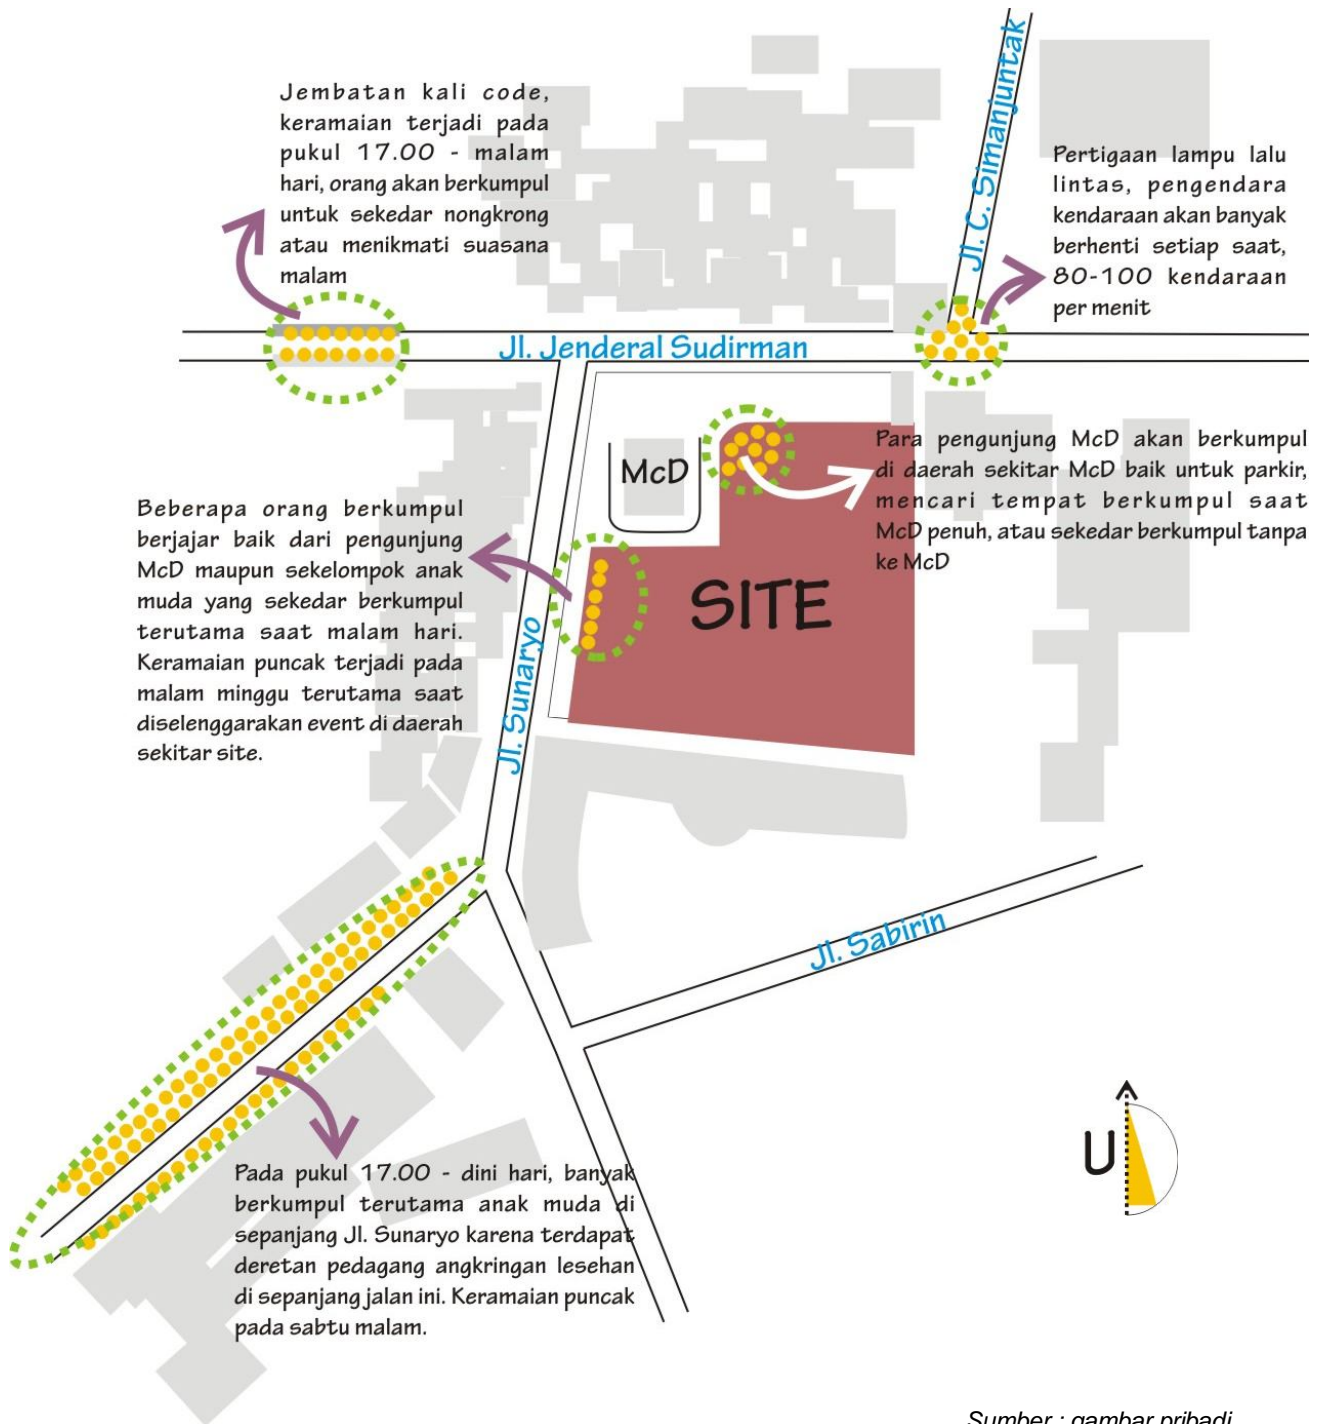 Jembatan kali code,
keramaian terjadi pada
pukul 17.00 - malam
hari, orang akan berkumpul
untuk sekedar nongkrong
atau menikmati suasana
malam
Jl. C. Simanjuntak
Pertigaan lampu lalu
lintas, pengendara
kendaraan akan banyak
berhenti setiap saat,
80-100 kendaraan
per menit
Jl. Jenderal Sudirman
McD
Para pengunjung McD akan berkumpul
di daerah sekitar McD baik untuk parkir,
mencari tempat berkumpul saat
McD penuh, atau sekedar berkumpul tanpa
ke McD
Beberapa orang berkumpul
berjajar baik dari pengunjung
McD maupun sekelompok anak
muda yang sekedar berkumpul
terutama saat malam hari.
Keramaian puncak terjadi pada
malam minggu terutama saat
diselenggarakan event di daerah
sekitar site.
SITE
Jl. Sunaryo
Jl. Sabirin
U
Pada pukul 17.00 - dini hari, banyak
berkumpul terutama anak muda di
sepanjang Jl. Sunaryo karena terdapat
deretan pedagang angkringan lesehan
di sepanjang jalan ini. Keramaian puncak
pada sabtu malam.
Sumber : gambar pribadi